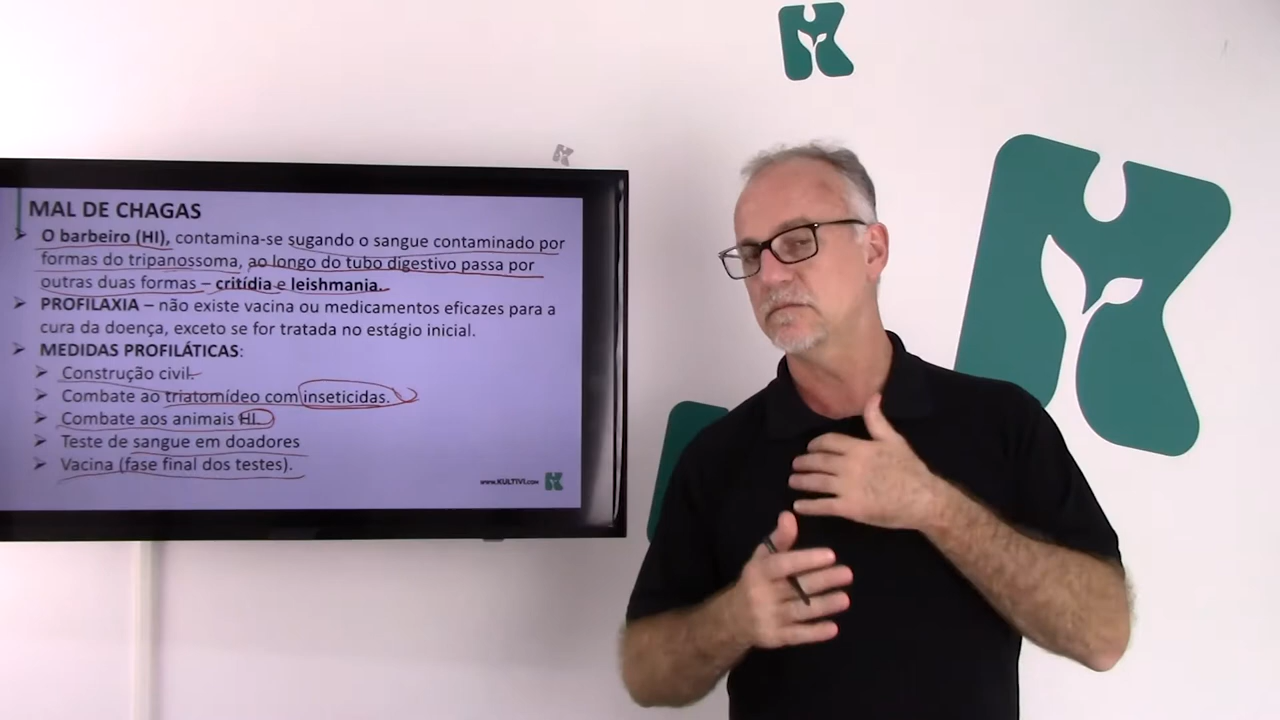 MAL DE CHAGAS
O barbeiro (HI), contamina-se sugando o sangue contaminado por
formas do tripanossoma, ao longo do tubo digestivo passa por
outras duas formas – critídia e leishmania.
PROFILAXIA – não existe vacina ou medicamentos eficazes para a
cura da doença, exceto se for tratada no estágio inicial.
MEDIDAS PROFILÁTICAS:
Construção civil.
Combate ao triatomídeo com inseticidas.
Combate aos animais HI.
Teste de sangue em doadores
Vacina (fase final dos testes).
www.KULTIVI.com